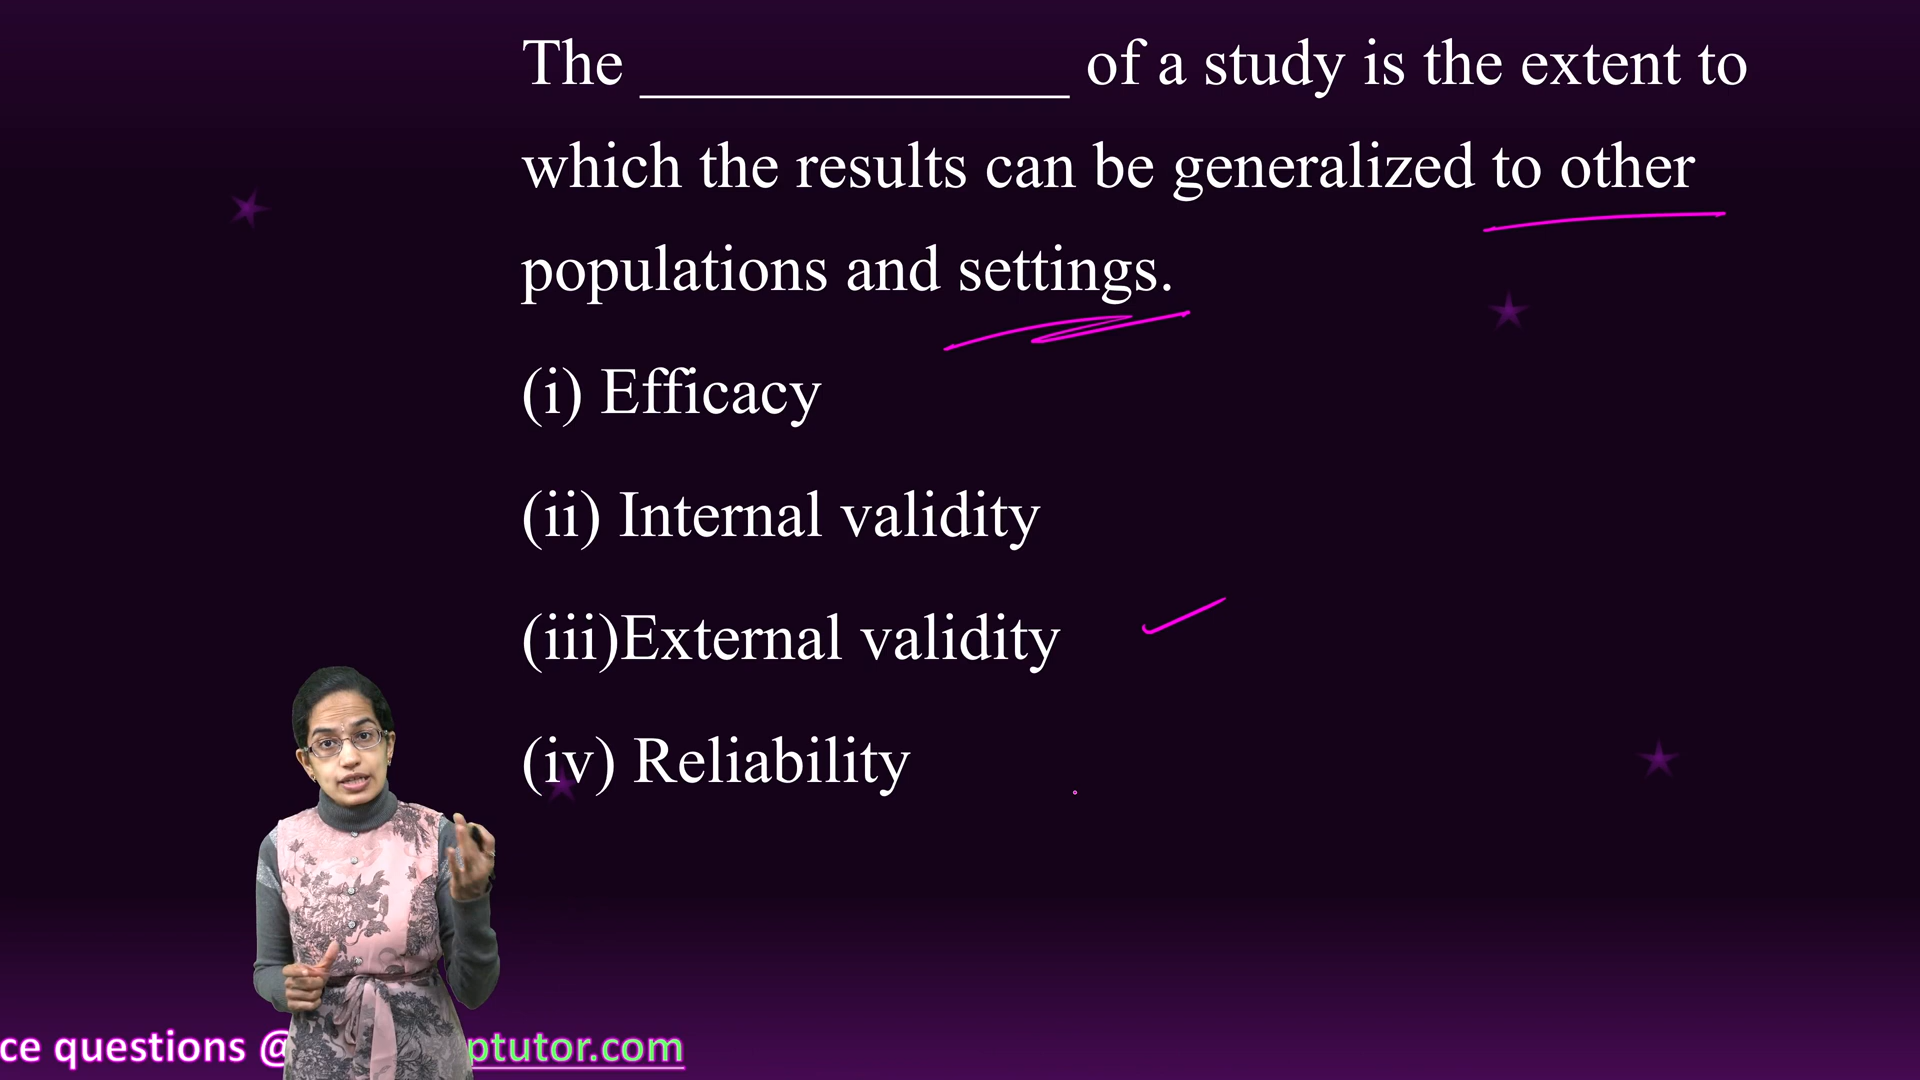 The _____________ of a study is the extent to
which the results can be generalized to other
populations and settings.
(i) Efficacy
(ii) Internal validity
(iii)External validity
(iv) Reliability
ce questions @ ptutor.com